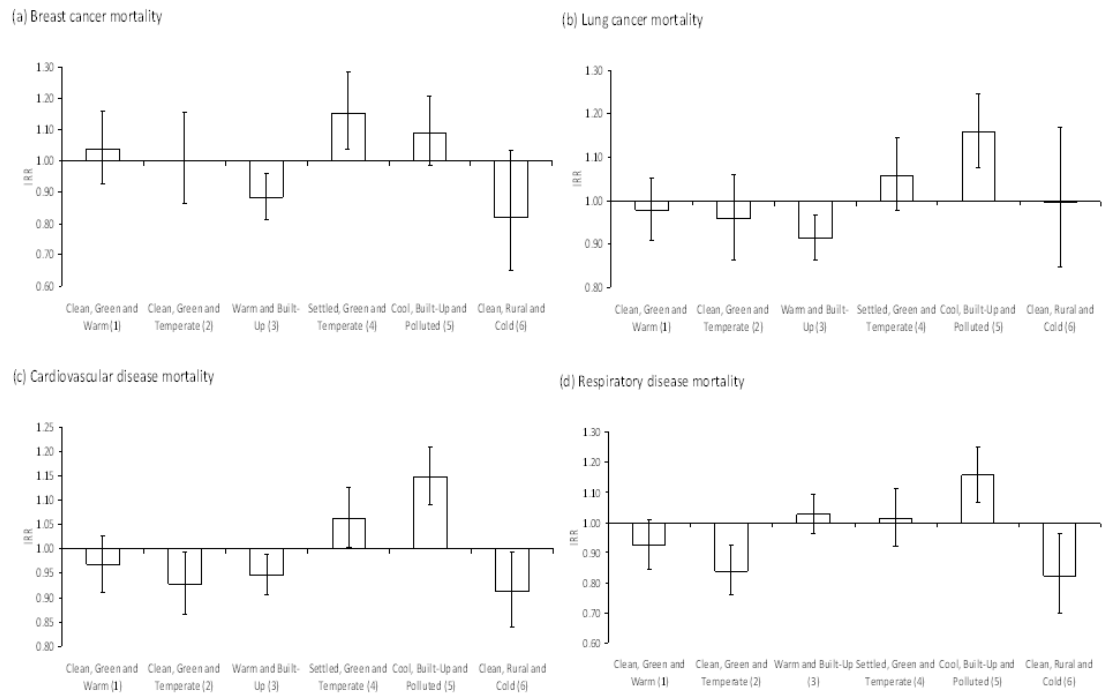 (a) Breast cancer mortality
1.30
1.20
1.10
1.00
0.90
0.80
0.70
0.60
IRR
Clean, Green and
Warm (1)
Clean, Green and
Temperate (2)
Warm and Built-
Up (3)
Settled, Green and
Temperate (4)
Cool, Built-Up and
Polluted (5)
Clean, Rural and
Cold (6)
(b) Lung cancer mortality
1.30
1.20
1.10
1.00
0.90
0.80
IRR
Clean, Green and
Warm (1)
Clean, Green and
Temperate (2)
Warm and Built-
Up (3)
Settled, Green and
Temperate (4)
Cool, Built-Up and
Polluted (5)
Clean, Rural and
Cold (6)
(c) Cardiovascular disease mortality
1.25
1.20
1.15
1.10
1.05
1.00
0.95
0.90
0.85
0.80
IRR
Clean, Green and
Warm (1)
Clean, Green and
Temperate (2)
Warm and Built-
Up (3)
Settled, Green and
Temperate (4)
Cool, Built-Up and
Polluted (5)
Clean, Rural and
Cold (6)
(d) Respiratory disease mortality
1.30
1.20
1.10
1.00
0.90
0.80
0.70
0.60
IRR
Clean, Green and
Warm (1)
Clean, Green and
Temperate (2)
Warm and Built-Up
(3)
Settled, Green and
Temperate (4)
Cool, Built-Up and
Polluted (5)
Clean, Rural and
Cold (6)